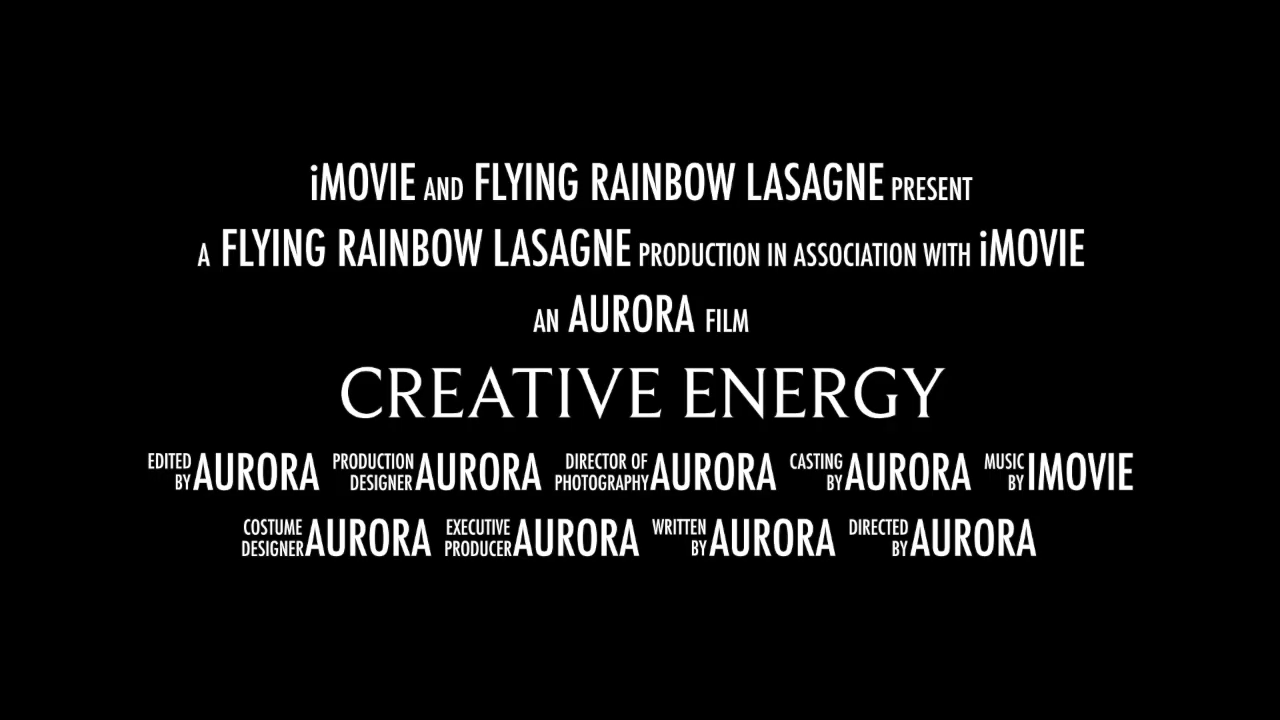 iMOVIE AND FLYING RAINBOW LASAGNE PRESENT
A FLYING RAINBOW LASAGNE PRODUCTION IN ASSOCIATION WITH iMOVIE
AN AURORA FILM
CREATIVE ENERGY
EDITED BY AURORA PRODUCTION DESIGNER AURORA DIRECTOR OF PHOTOGRAPHY AURORA CASTING BY AURORA MUSIC BY IMOVIE
COSTUME DESIGNER AURORA EXECUTIVE PRODUCER AURORA WRITTEN BY AURORA DIRECTED BY AURORA